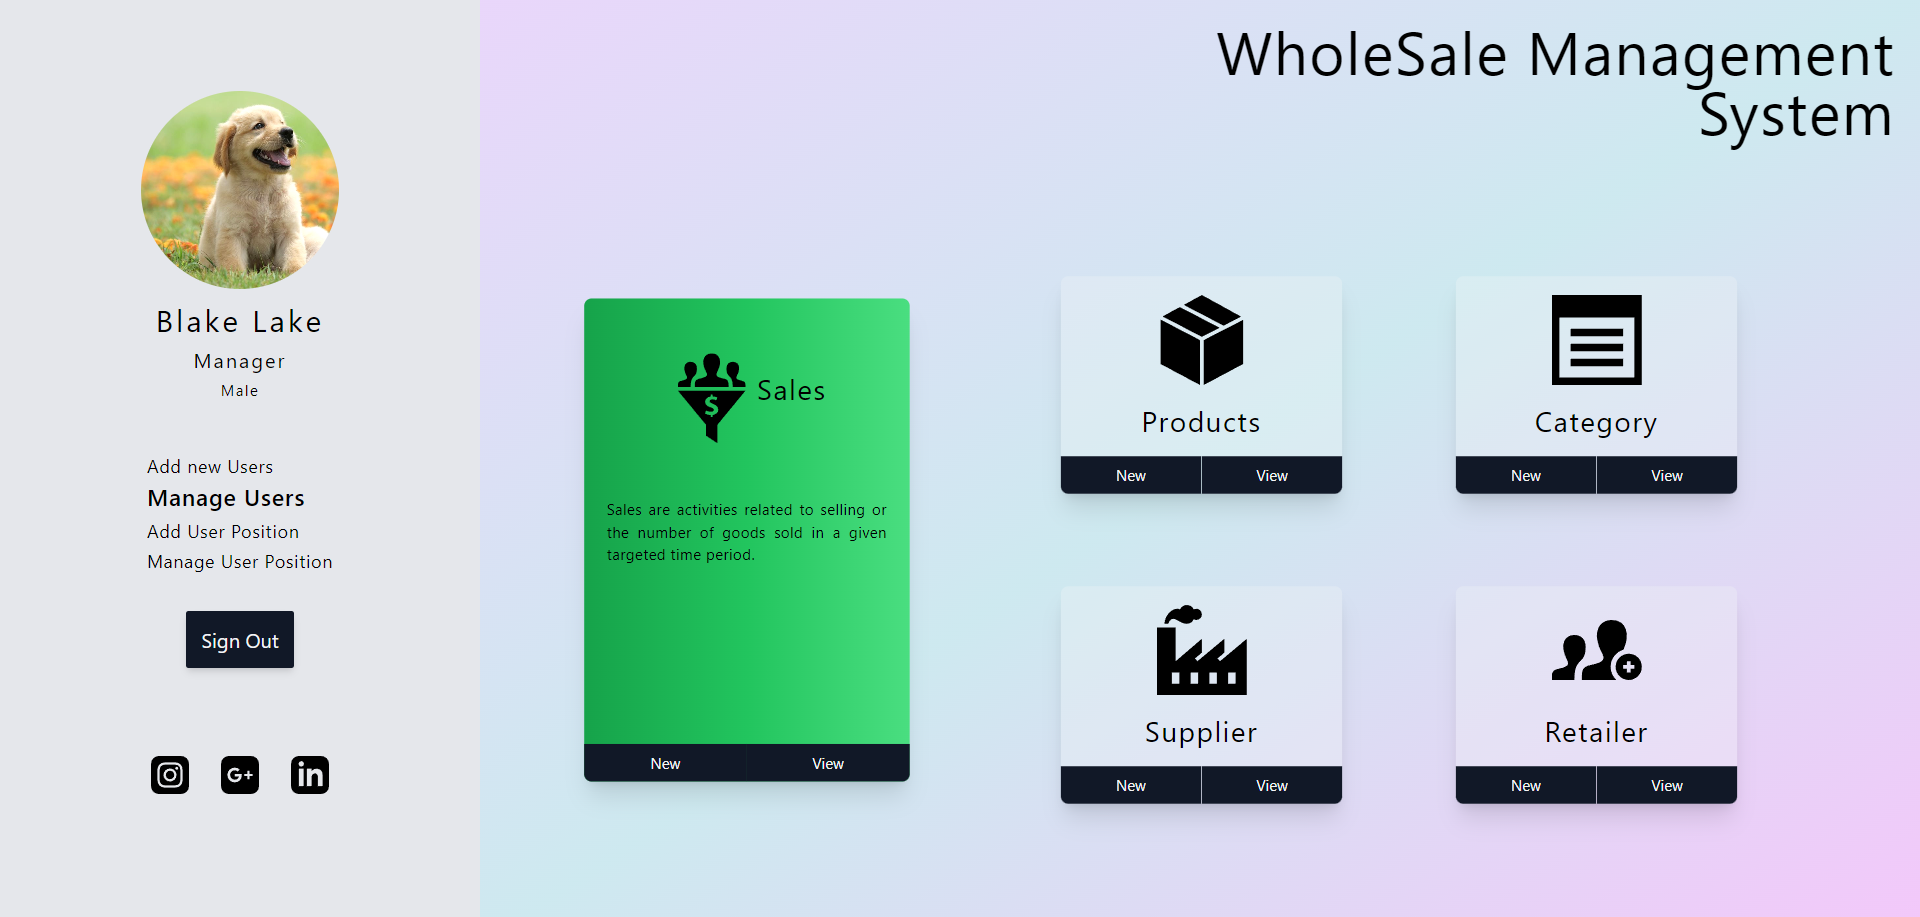 WholeSale Management
System
Blake Lake
Manager
Male
Add new Users
Manage Users
Add User Position
Manage User Position
Sign Out
G+
in
$
Sales
Sales are activities related to selling or
the number of goods sold in a given
targeted time period.
New View
Products
New View
Category
New View
Supplier
New View
Retailer
New View